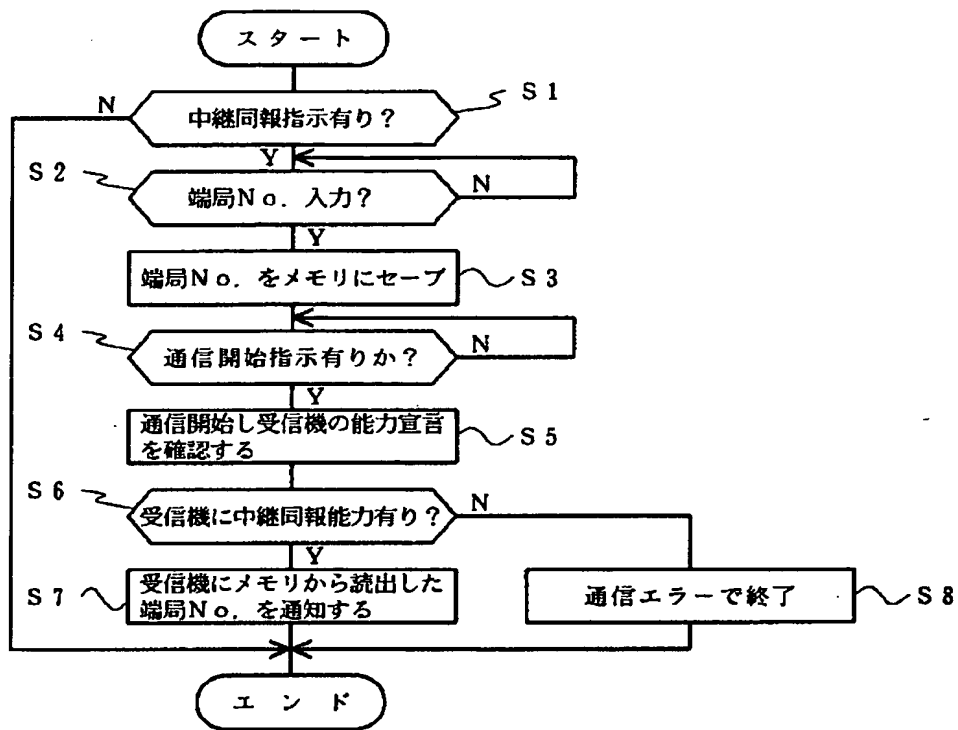 スタート
N
中継同報指示有り？
S1
Y
S2
端局No．入力？
N
Y
端局No．をメモリにセーブ
S3
S4
通信開始指示有りか？
N
Y
通信開始し受信機の能力宣言
を確認する
S5
S6
受信機に中継同報能力有り？
N
Y
S7
受信機にメモリから読出した
端局No．を通知する
通信エラーで終了
S8
エンド